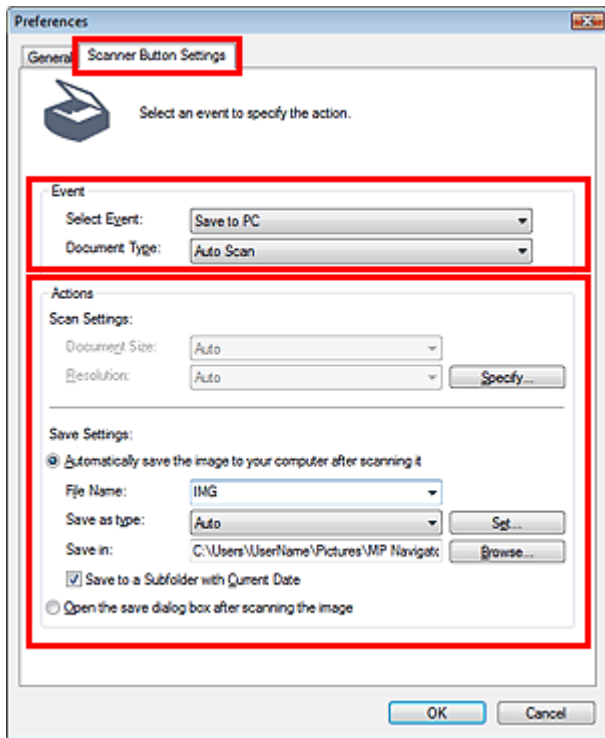 Preferences
General Scanner Button Settings
Select an event to specify the action.
Event
Select Event: Save to PC
Document Type: Auto Scan
Actions
Scan Settings:
Document Size: Auto
Resolution: Auto Specify...
Save Settings:
Automatically save the image to your computer after scanning it
File Name: IMG
Save as type: Auto Set...
Save in: C:\Users\UserName\Pictures\MP Navigato Browse...
Save to a Subfolder with Current Date
Open the save dialog box after scanning the image
OK Cancel